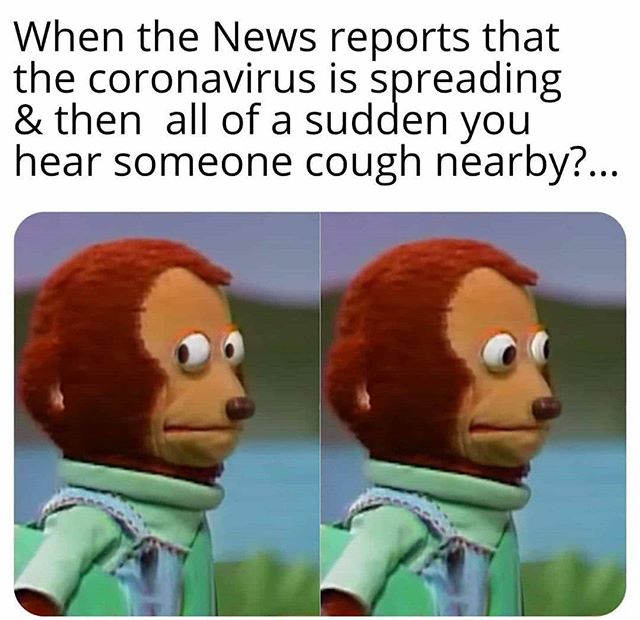 When the News reports that
the coronavirus is spreading
& then  all of a sudden you
hear someone cough nearby?...